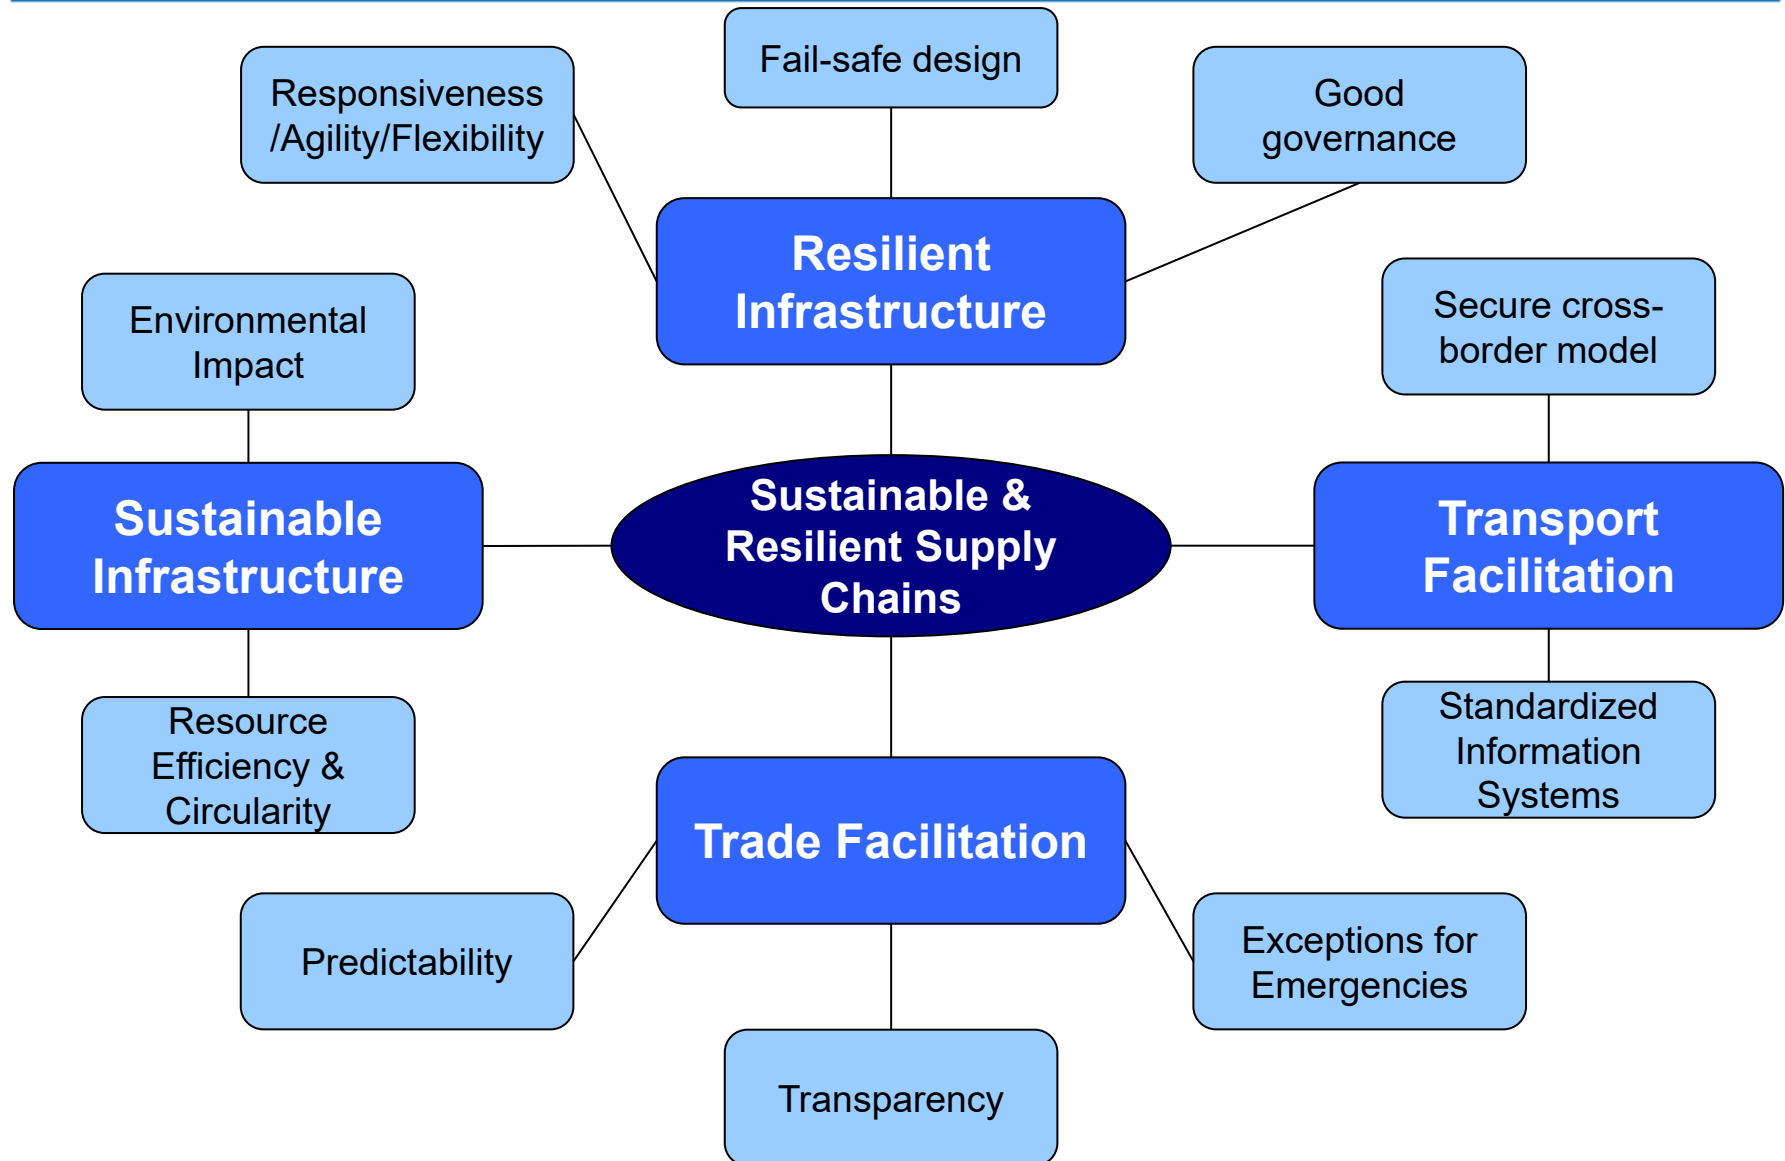 Fail-safe design
Responsiveness
/Agility/Flexibility
Good
governance
Resilient
Infrastructure
Environmental
Impact
Secure cross-
border model
Sustainable
Infrastructure
Sustainable &
Resilient Supply
Chains
Transport
Facilitation
Resource
Efficiency &
Circularity
Standardized
Information
Systems
Trade Facilitation
Predictability
Exceptions for
Emergencies
Transparency